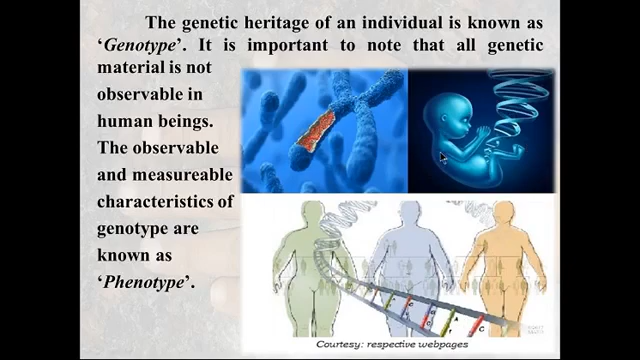 The genetic heritage of an individual is known as
‘Genotype’. It is important to note that all genetic
material is not
observable in
human beings.
The observable
and measureable
characteristics of
genotype are
known as
‘Phenotype’.
Courtesy: respective webpages